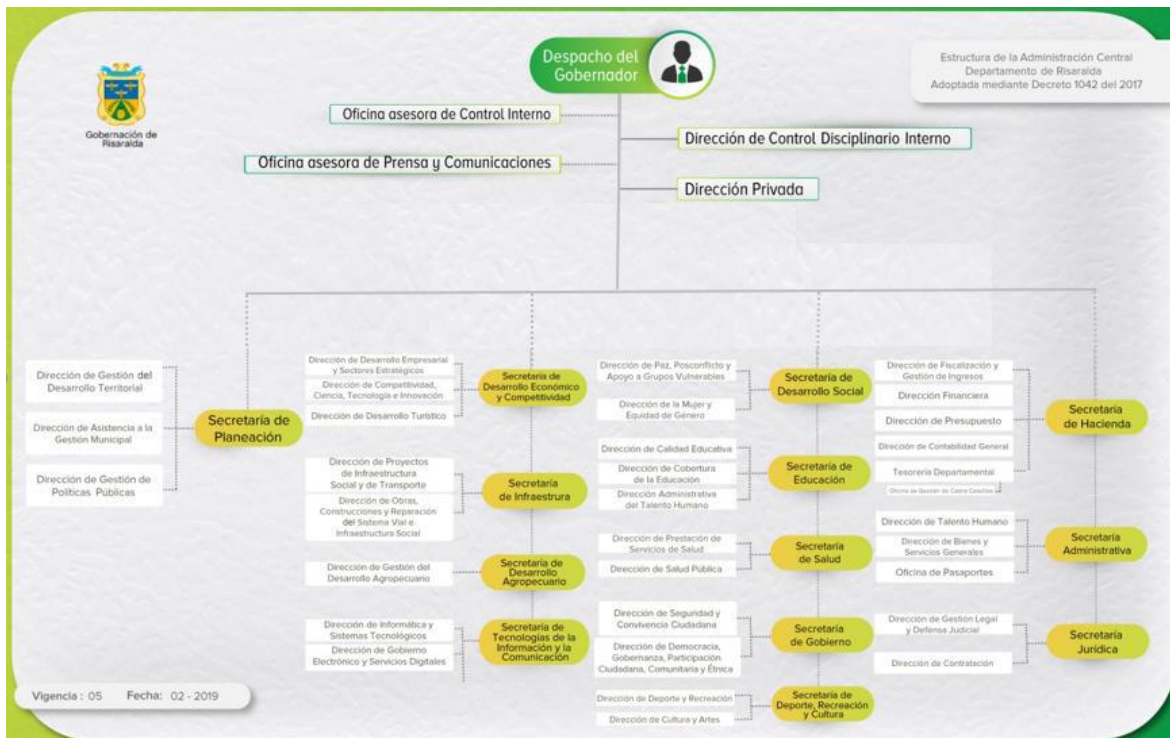 Despacho del
Gobernador
Estructura de la Administración Central
Departamento de Risaralda
Adoptada mediante Decreto 1042 del 2017
Gobernación de
Risaralda
Oficina asesora de Control Interno
Dirección de Control Disciplinario Interno
Oficina asesora de Prensa y Comunicaciones
Dirección Privada
Dirección de Gestión del
Desarrollo Territorial
Dirección de Asistencia a la
Gestión Municipal
Dirección de Gestión de
Políticas Públicas
Secretaría de
Planeación
Dirección de Desarrollo Empresarial
y Sectores Estratégicos
Dirección de Competitividad,
Ciencia, Tecnología e Innovación
Dirección de Desarrollo Turístico
Secretaría de
Desarrollo Económico
y Competitividad
Dirección de Proyectos
de Infraestructura
Social y de Transporte
Dirección de Obras,
Construcciones y Reparación
del Sistema Vial e
Infraestructura Social
Secretaría
de Infraestrura
Dirección de Gestión del
Desarrollo Agropecuario
Secretaría de
Desarrollo
Agropecuario
Dirección de Informática y
Sistemas Tecnológicos
Dirección de Gobierno
Electrónico y Servicios Digitales
Secretaría de
Tecnologías de la
Información y la
Comunicación
Dirección de Paz, Posconflicto y
Apoyo a Grupos Vulnerables
Dirección de la Mujer y
Equidad de Género
Secretaría de
Desarrollo Social
Dirección de Calidad Educativa
Dirección de Cobertura
de la Educación
Dirección Administrativa
del Talento Humano
Secretaría de
Educación
Dirección de Prestación de
Servicios de Salud
Dirección de Salud Pública
Secretaría
de Salud
Dirección de Seguridad y
Convivencia Ciudadana
Dirección de Democracia,
Gobernanza, Participación
Ciudadana, Comunitaria y Étnica
Secretaría
de Gobierno
Dirección de Deporte y Recreación
Dirección de Cultura y Artes
Secretaría de
Deporte, Recreación
y Cultura
Dirección de Fiscalización y
Gestión de Ingresos
Dirección Financiera
Dirección de Presupuesto
Dirección de Contabilidad General
Tesorería Departamental
Oficina de Gestión de Cobro Coactivo
Secretaría
de Hacienda
Dirección de Talento Humano
Dirección de Bienes y
Servicios Generales
Oficina de Pasaportes
Secretaría
Administrativa
Dirección de Gestión Legal
y Defensa Judicial
Dirección de Contratación
Secretaría
Jurídica
Vigencia : 05 Fecha: 02 - 2019